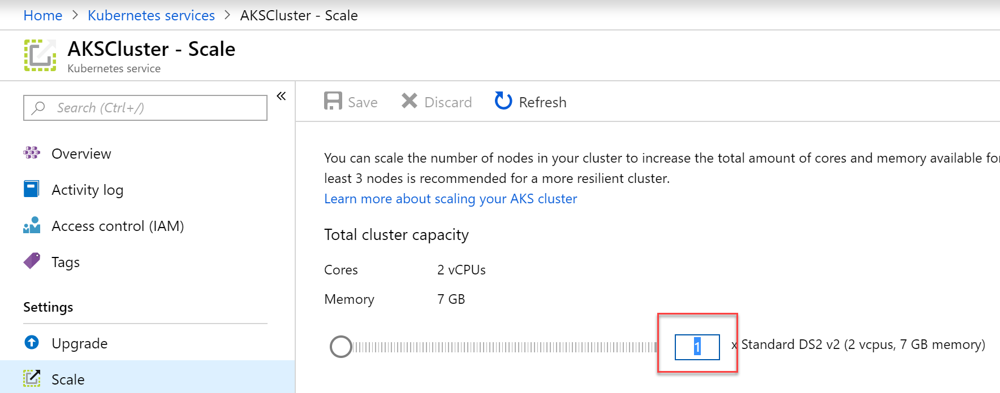 Home > Kubernetes services > AKSCluster - Scale
AKSCluster - Scale
Kubernetes service
Search (Ctrl+/)
«
Overview
Activity log
Access control (IAM)
Tags
Settings
Upgrade
Scale
Save Discard Refresh
You can scale the number of nodes in your cluster to increase the total amount of cores and memory available for
least 3 nodes is recommended for a more resilient cluster.
Learn more about scaling your AKS cluster
Total cluster capacity
Cores 2 vCPUs
Memory 7 GB
1 x Standard DS2 v2 (2 vcpus, 7 GB memory)